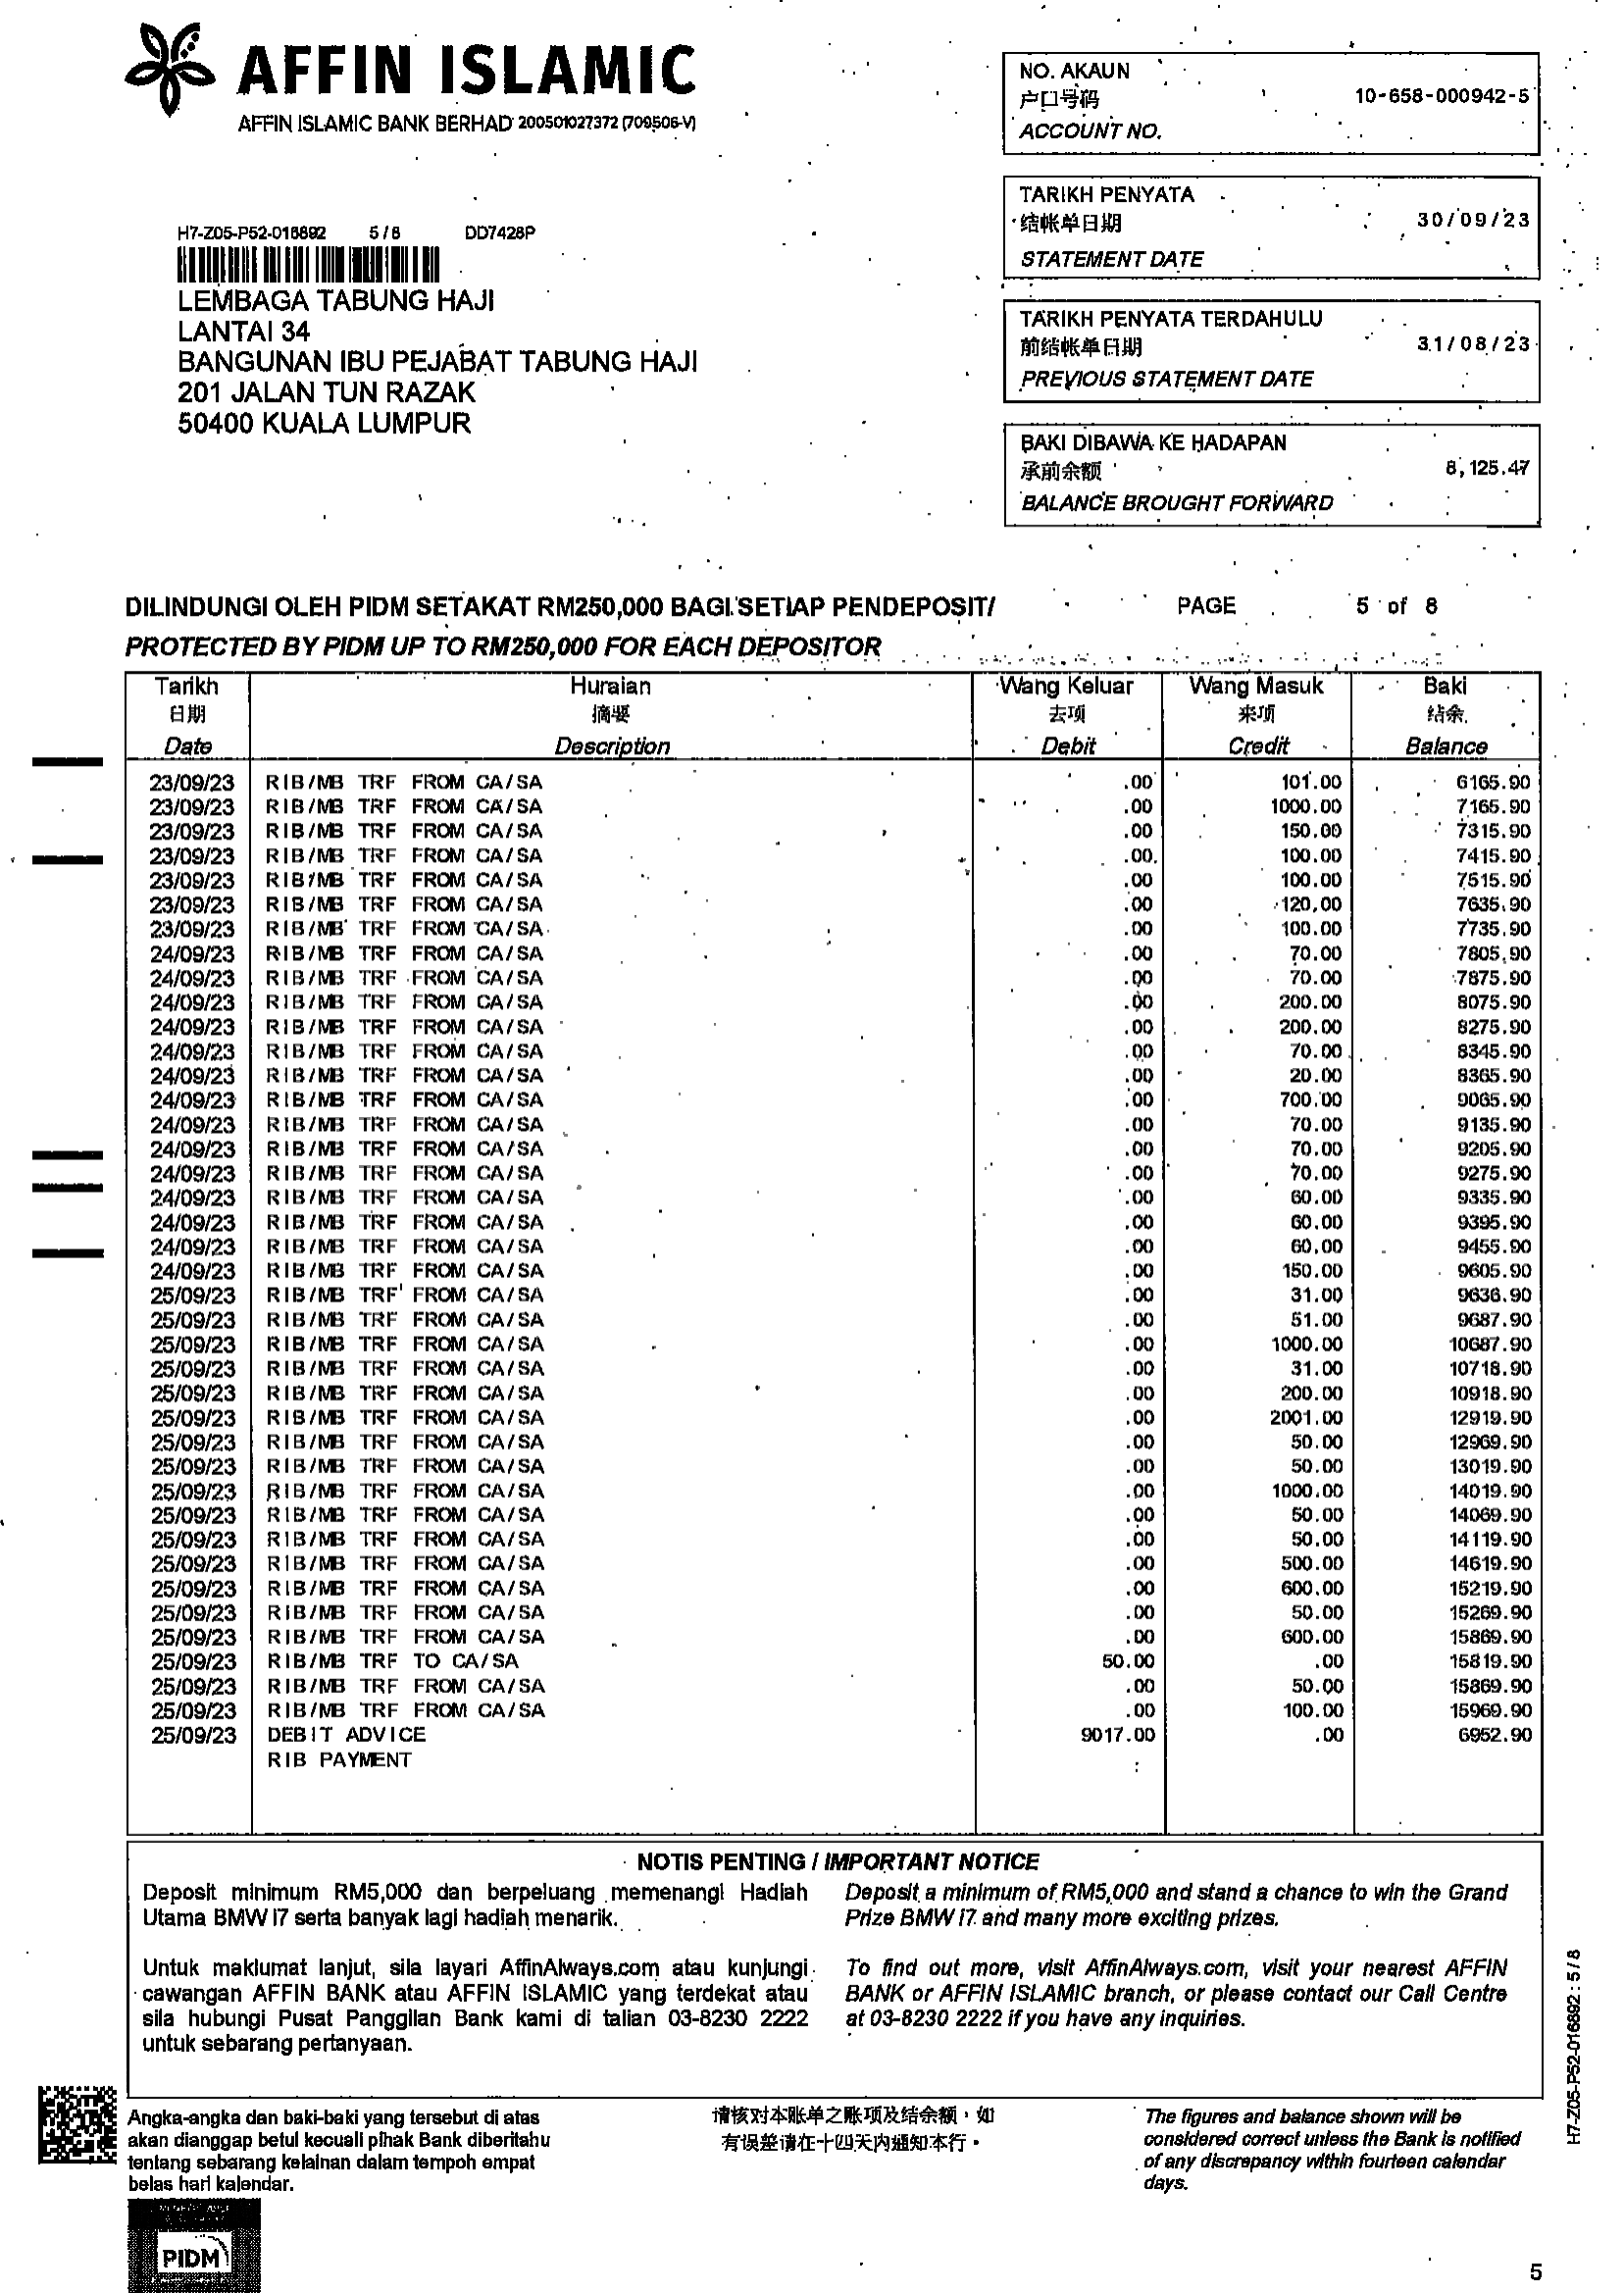 AFFIN ISLAMIC
AFFIN ISLAMIC BANK BERHAD 200501027372 (709506-V)
NO. AKAUN
户口号码
10-658-000942-5
ACCOUNT NO.
TARIKH PENYATA
结帐单日期
30/09/23
STATEMENT DATE
TARIKH PENYATA TERDAHULU
前结帐单日期
31/08/23
PREVIOUS STATEMENT DATE
BAKI DIBAWA KE HADAPAN
承前余额
8,125.47
BALANCE BROUGHT FORWARD
H7-Z05-P52-016892 5/8 DD7428P
LEMBAGA TABUNG HAJI
LANTAI 34
BANGUNAN IBU PEJABAT TABUNG HAJI
201 JALAN TUN RAZAK
50400 KUALA LUMPUR
DILINDUNGI OLEH PIDM SETAKAT RM250,000 BAGI SETIAP PENDEPOSIT/ PAGE 5 of 8
PROTECTED BY PIDM UP TO RM250,000 FOR EACH DEPOSITOR
Tarikh Huraian Wang Keluar Wang Masuk Baki
日期 摘要 去项 来项 结余
Date Description Debit Credit Balance
23/09/23 RIB/MB TRF FROM CA/SA .00 101.00 6165.90
23/09/23 RIB/MB TRF FROM CA/SA .00 1000.00 7165.90
23/09/23 RIB/MB TRF FROM CA/SA .00 150.00 7315.90
23/09/23 RIB/MB TRF FROM CA/SA .00 100.00 7415.90
23/09/23 RIB/MB TRF FROM CA/SA .00 100.00 7515.90
23/09/23 RIB/MB TRF FROM CA/SA .00 120.00 7635.90
23/09/23 RIB/MB TRF FROM CA/SA .00 100.00 7735.90
24/09/23 RIB/MB TRF FROM CA/SA .00 70.00 7805.90
24/09/23 RIB/MB TRF FROM CA/SA .00 70.00 7875.90
24/09/23 RIB/MB TRF FROM CA/SA .00 200.00 8075.90
24/09/23 RIB/MB TRF FROM CA/SA .00 200.00 8275.90
24/09/23 RIB/MB TRF FROM CA/SA .00 70.00 8345.90
24/09/23 RIB/MB TRF FROM CA/SA .00 20.00 8365.90
24/09/23 RIB/MB TRF FROM CA/SA .00 700.00 9065.90
24/09/23 RIB/MB TRF FROM CA/SA .00 70.00 9135.90
24/09/23 RIB/MB TRF FROM CA/SA .00 70.00 9205.90
24/09/23 RIB/MB TRF FROM CA/SA .00 70.00 9275.90
24/09/23 RIB/MB TRF FROM CA/SA .00 60.00 9335.90
24/09/23 RIB/MB TRF FROM CA/SA .00 60.00 9395.90
24/09/23 RIB/MB TRF FROM CA/SA .00 60.00 9455.90
24/09/23 RIB/MB TRF FROM CA/SA .00 150.00 9605.90
25/09/23 RIB/MB TRF FROM CA/SA .00 31.00 9636.90
25/09/23 RIB/MB TRF FROM CA/SA .00 51.00 9687.90
25/09/23 RIB/MB TRF FROM CA/SA .00 1000.00 10687.90
25/09/23 RIB/MB TRF FROM CA/SA .00 31.00 10718.90
25/09/23 RIB/MB TRF FROM CA/SA .00 200.00 10918.90
25/09/23 RIB/MB TRF FROM CA/SA .00 2001.00 12919.90
25/09/23 RIB/MB TRF FROM CA/SA .00 50.00 12969.90
25/09/23 RIB/MB TRF FROM CA/SA .00 50.00 13019.90
25/09/23 RIB/MB TRF FROM CA/SA .00 1000.00 14019.90
25/09/23 RIB/MB TRF FROM CA/SA .00 50.00 14069.90
25/09/23 RIB/MB TRF FROM CA/SA .00 50.00 14119.90
25/09/23 RIB/MB TRF FROM CA/SA .00 500.00 14619.90
25/09/23 RIB/MB TRF FROM CA/SA .00 600.00 15219.90
25/09/23 RIB/MB TRF FROM CA/SA .00 50.00 15269.90
25/09/23 RIB/MB TRF FROM CA/SA .00 600.00 15869.90
25/09/23 RIB/MB TRF TO CA/SA 50.00 .00 15819.90
25/09/23 RIB/MB TRF FROM CA/SA .00 50.00 15869.90
25/09/23 RIB/MB TRF FROM CA/SA .00 100.00 15969.90
25/09/23 DEBIT ADVICE 9017.00 .00 6952.90
RIB PAYMENT
NOTIS PENTING / IMPORTANT NOTICE
Deposit minimum RM5,000 dan berpeluang memenangi Hadiah
Utama BMW i7 serta banyak lagi hadiah menarik.
Untuk maklumat lanjut, sila layari AffinAlways.com atau kunjungi
cawangan AFFIN BANK atau AFFIN ISLAMIC yang terdekat atau
sila hubungi Pusat Panggilan Bank kami di talian 03-8230 2222
untuk sebarang pertanyaan.
Deposit a minimum of RM5,000 and stand a chance to win the Grand
Prize BMW i7 and many more exciting prizes.
To find out more, visit AffinAlways.com, visit your nearest AFFIN
BANK or AFFIN ISLAMIC branch, or please contact our Call Centre
at 03-8230 2222 if you have any inquiries.
H7-Z05-P52-016892 : 5/8
Angka-angka dan baki-baki yang tersebut di atas
akan dianggap betul kecuali pihak Bank diberitahu
tentang sebarang kelainan dalam tempoh empat
belas hari kalendar.
请核对本账单之账项及结余额，如
有误差请在十四天内通知本行。
The figures and balance shown will be
considered correct unless the Bank is notified
of any discrepancy within fourteen calendar
days.
PIDM
5